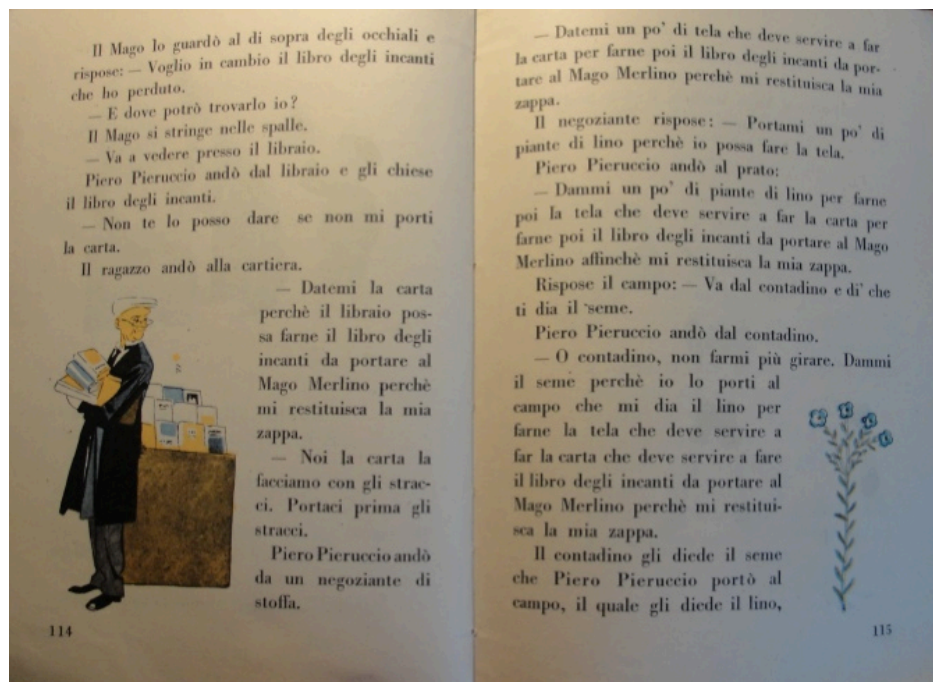 Il Mago lo guardò al di sopra degli occhiali e
rispose: — Voglio in cambio il libro degli incanti
che ho perduto.
— E dove potrò trovarlo io?
Il Mago si stringe nelle spalle.
— Va a vedere presso il libraio.
Piero Pieruccio andò dal libraio e gli chiese
il libro degli incanti.
— Non te lo posso dare se non mi porti
la carta.
Il ragazzo andò alla cartiera.
— Datemi la carta
perchè il libraio pos-
sa farne il libro degli
incanti da portare al
Mago Merlino perchè
mi restituisca la mia
zappa.
— Noi la carta la
facciamo con gli strac-
ci. Portaci prima gli
stracci.
Piero Pieruccio andò
da un negoziante di
stoffa.
114
— Datemi un po' di tela che deve servire a far
la carta per farne poi il libro degli incanti da por-
tare al Mago Merlino perchè mi restituisca la mia
zappa.
Il negoziante rispose: — Portami un po' di
piante di lino perchè io possa fare la tela.
Piero Pieruccio andò al prato:
— Dammi un po' di piante di lino per farne
poi la tela che deve servire a far la carta per
farne poi il libro degli incanti da portare al Mago
Merlino affinchè mi restituisca la mia zappa.
Rispose il campo: — Va dal contadino e di' che
ti dia il seme.
Piero Pieruccio andò dal contadino.
— O contadino, non farmi più girare. Dammi
il seme perchè io lo porti al
campo che mi dia il lino per
farne la tela che deve servire a
far la carta che deve servire a fare
il libro degli incanti da portare al
Mago Merlino perchè mi restitui-
sca la mia zappa.
Il contadino gli diede il seme
che Piero Pieruccio portò al
campo, il quale gli diede il lino,
115